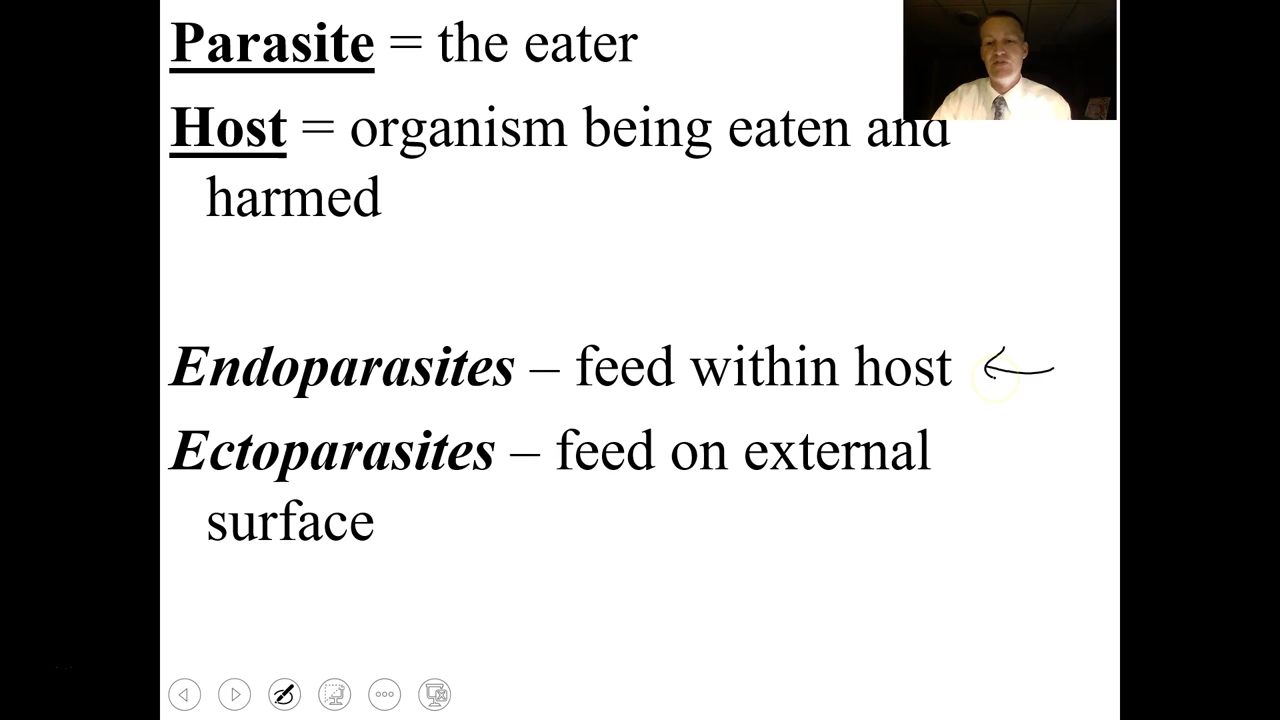 Parasite = the eater
Host = organism being eaten and
harmed
Endoparasites – feed within host
Ectoparasites – feed on external
surface